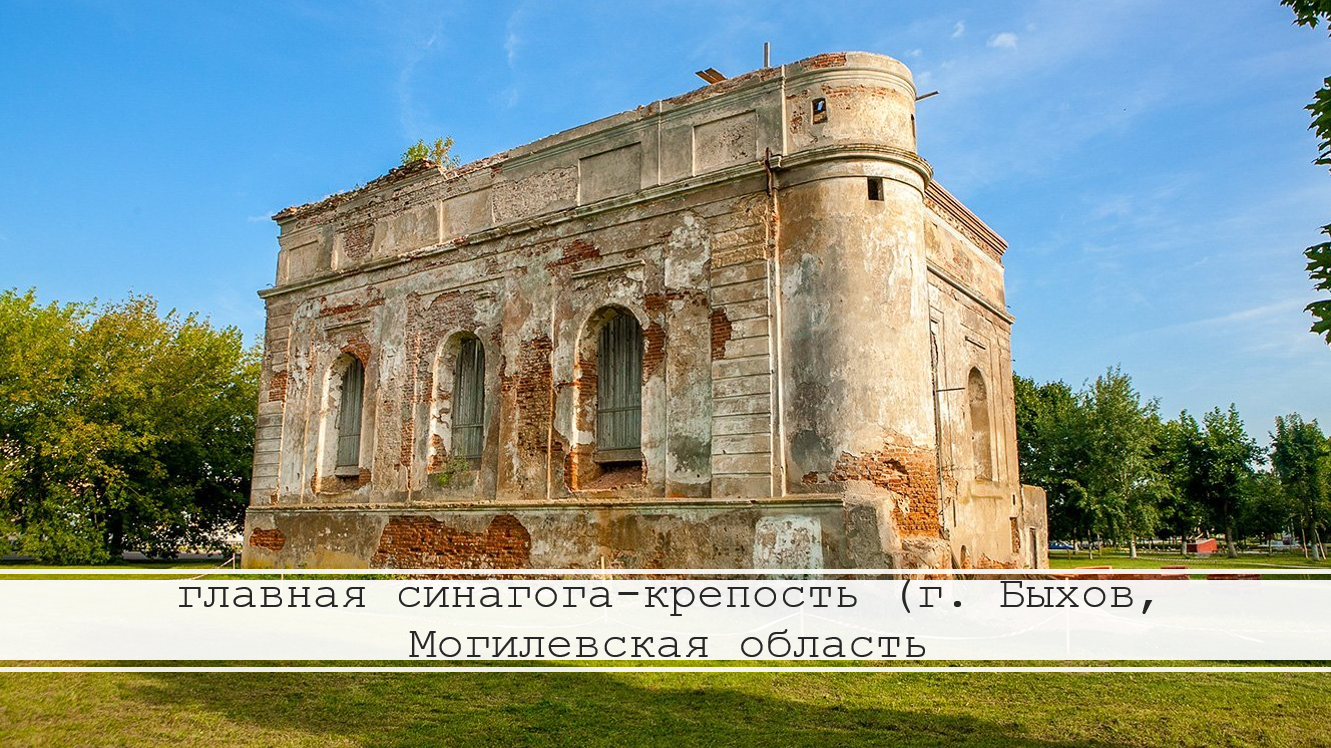 главная синагога-крепость (г. Быхов,
Могилевская область